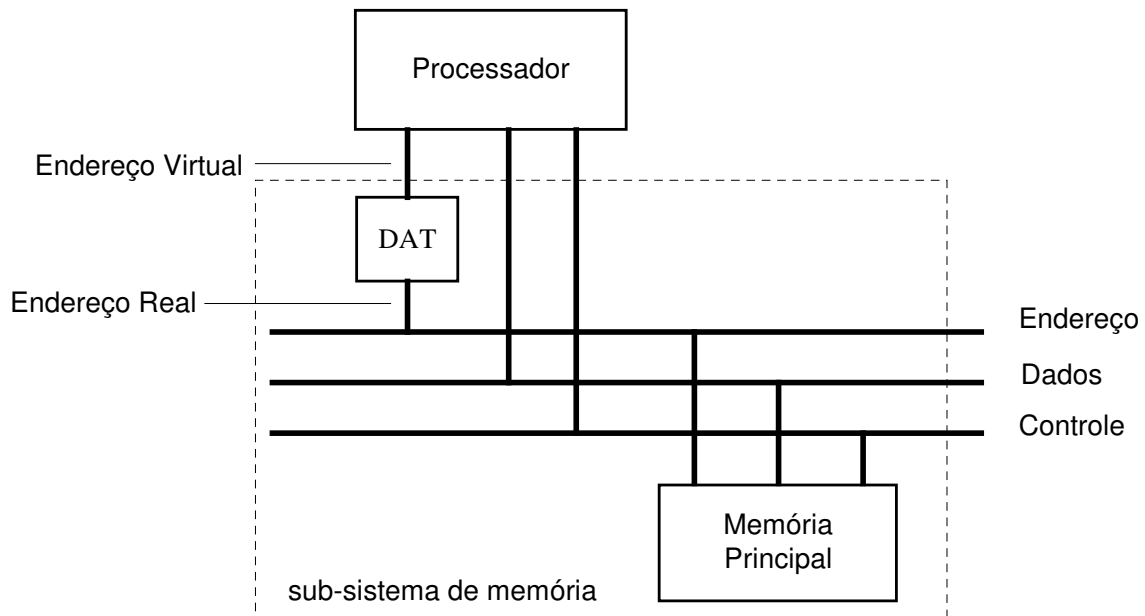 Processador
Endereço Virtual
DAT
Endereço Real
Endereço
Dados
Controle
Memória
Principal
sub-sistema de memória